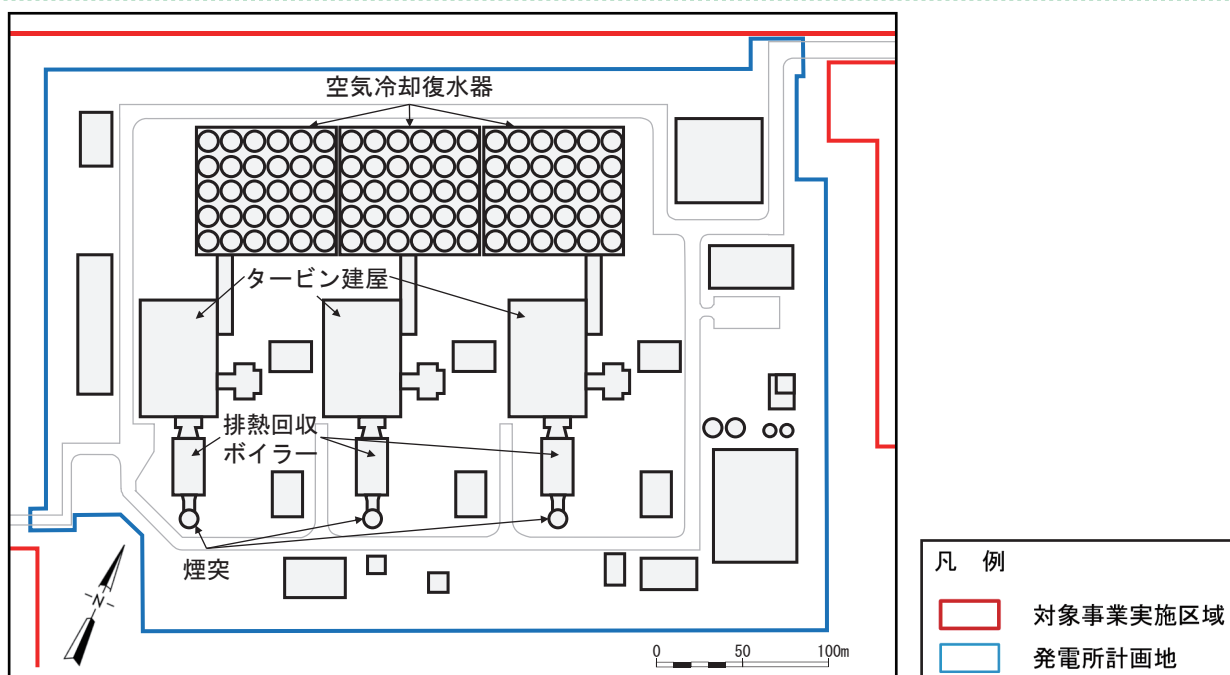 空気冷却復水器
タービン建屋
排熱回収
ボイラー
煙突
N
0 50 100m
凡 例
対象事業実施区域
発電所計画地